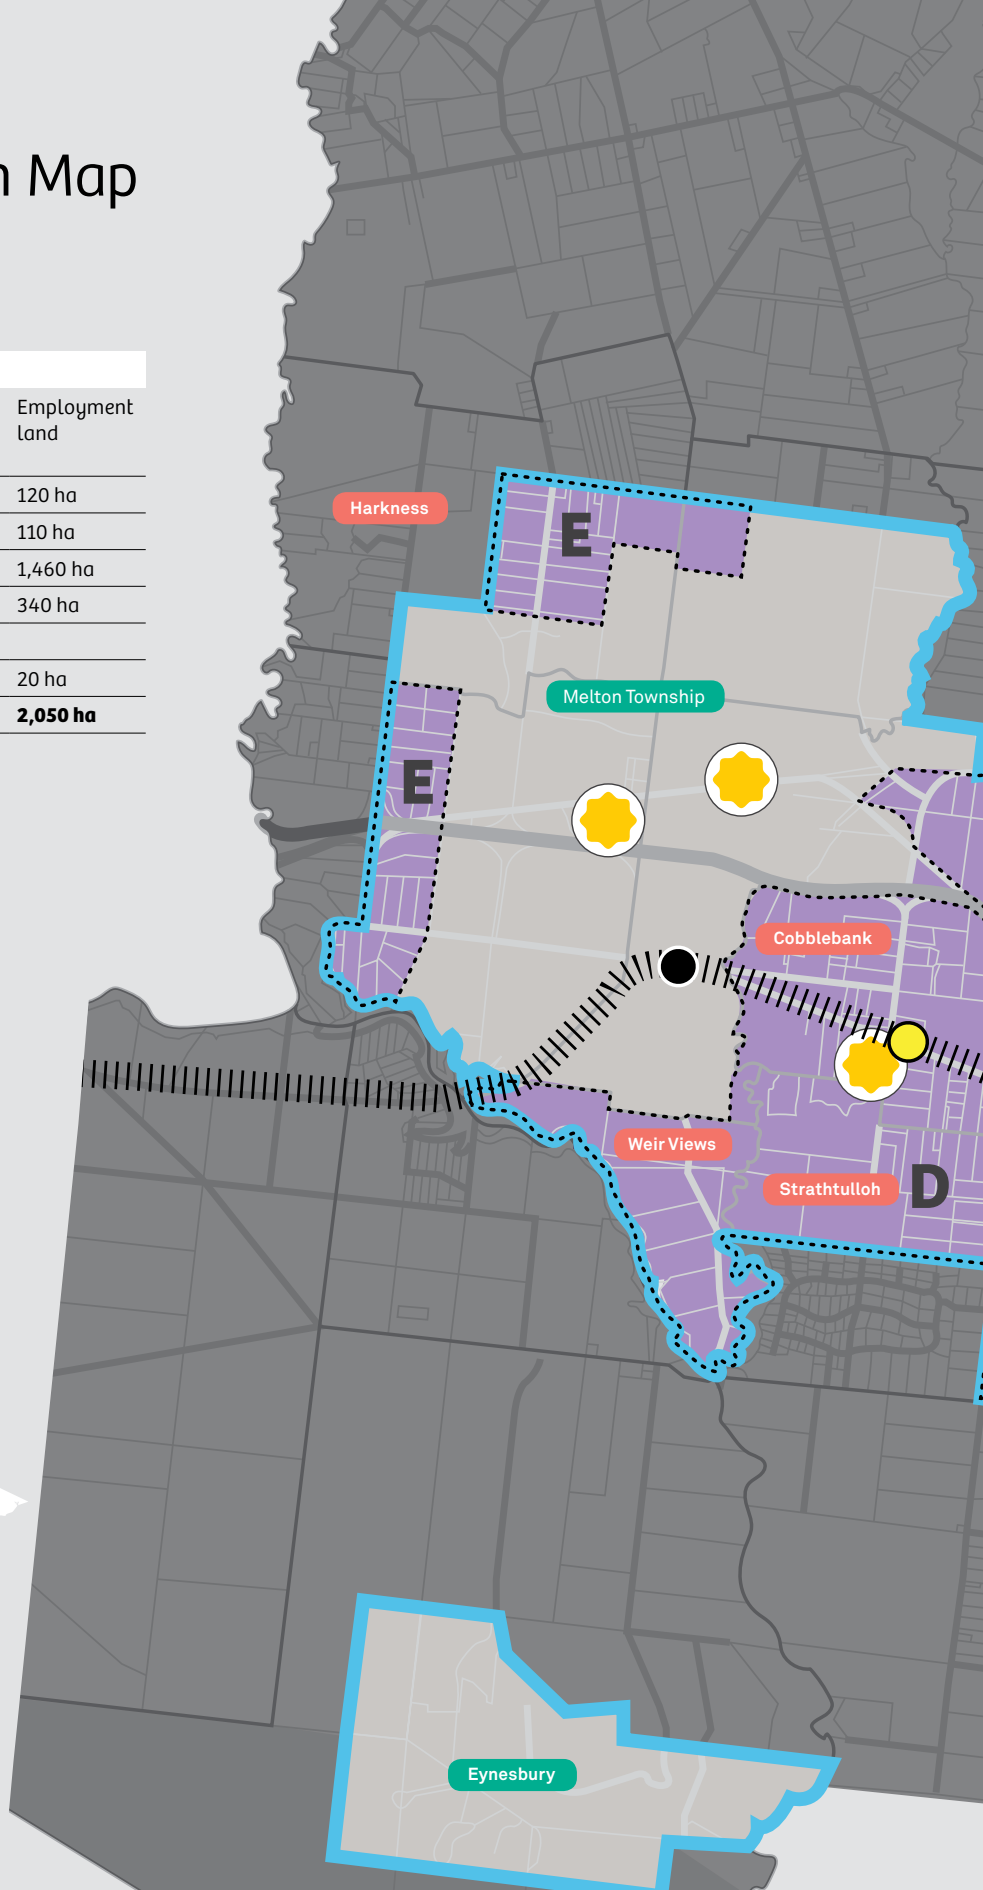 n Map
Employment
land
120 ha
110 ha
1,460 ha
340 ha
20 ha
2,050 ha
Harkness
E
Melton Township
E
Cobblebank
Weir Views
Strathtulloh
D
Eynesbury